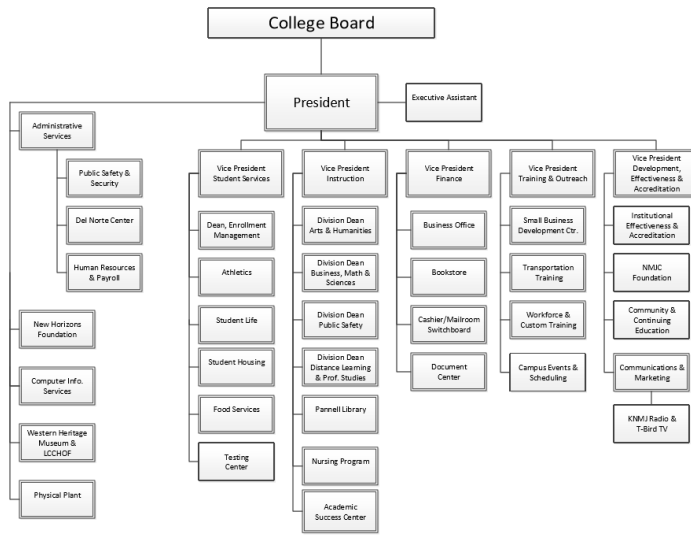 College Board
President
Executive Assistant
Administrative
Services
Public Safety &
Security
Del Norte Center
Human Resources
& Payroll
New Horizons
Foundation
Computer Info.
Services
Western Heritage
Museum &
LCCHOF
Physical Plant
Vice President
Student Services
Dean, Enrollment
Management
Athletics
Student Life
Student Housing
Food Services
Testing
Center
Vice President
Instruction
Division Dean
Arts & Humanities
Division Dean
Business, Math &
Sciences
Division Dean
Public Safety
Division Dean
Distance Learning
& Prof. Studies
Pannell Library
Nursing Program
Academic
Success Center
Vice President
Finance
Business Office
Bookstore
Cashier/Mailroom
Switchboard
Document
Center
Vice President
Training & Outreach
Small Business
Development Ctr.
Transportation
Training
Workforce &
Custom Training
Campus Events &
Scheduling
Vice President
Development,
Effectiveness &
Accreditation
Institutional
Effectiveness &
Accreditation
NMJC
Foundation
Community &
Continuing
Education
Communications &
Marketing
KNMJ Radio &
T-Bird TV